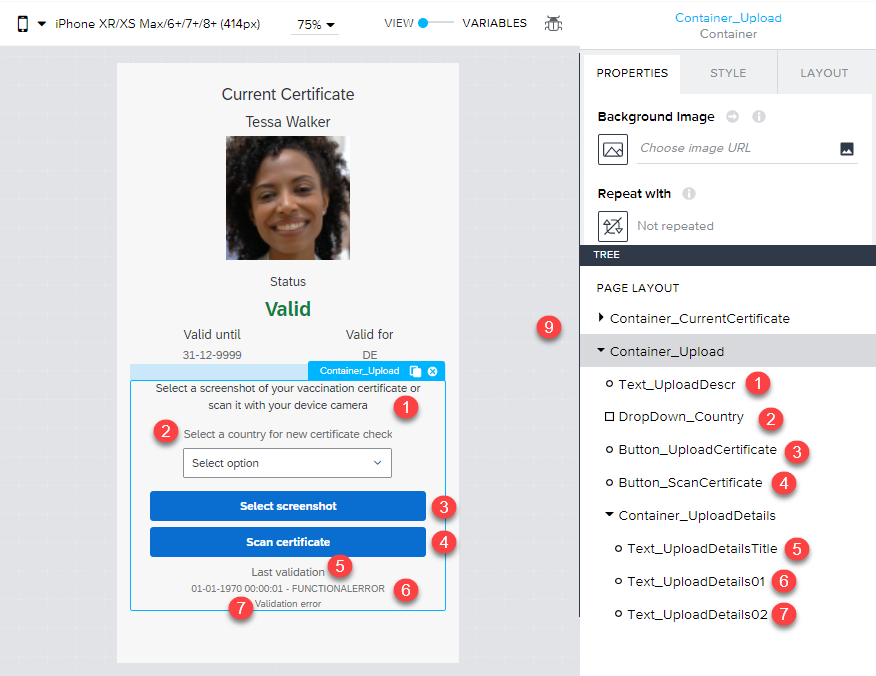 iPhone XR/XS Max/6+/7+/8+ (414px)
75%
VIEW
VARIABLES
Container_Upload
Container
PROPERTIES
STYLE
LAYOUT
Background Image
Choose image URL
Repeat with
Not repeated
TREE
PAGE LAYOUT
9
Container_CurrentCertificate
Container_Upload
Text_UploadDescr 1
DropDown_Country 2
Button_UploadCertificate 3
Button_ScanCertificate 4
Container_UploadDetails
Text_UploadDetailsTitle 5
Text_UploadDetails01 6
Text_UploadDetails02 7
Current Certificate
Tessa Walker
Status
Valid
Valid until
Valid for
31-12-9999
DE
Container_Upload
Select a screenshot of your vaccination certificate or
scan it with your device camera 1
2 Select a country for new certificate check
Select option
Select screenshot 3
Scan certificate 4
Last validation 5
01-01-1970 00:00:01 - FUNCTIONALERROR 6
7 Validation error